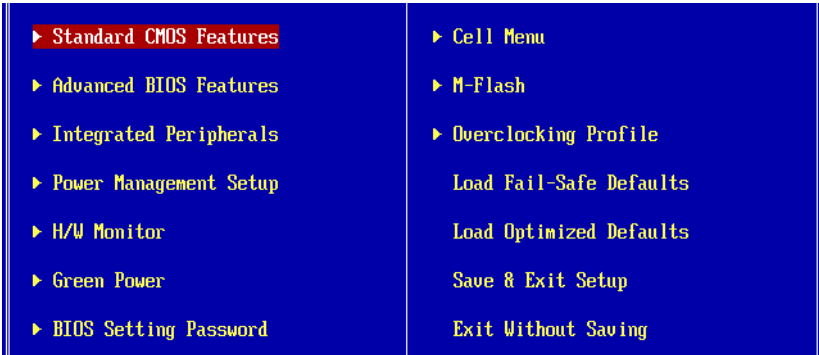 Standard CMOS Features
Advanced BIOS Features
Integrated Peripherals
Power Management Setup
H/W Monitor
Green Power
BIOS Setting Password
Cell Menu
M-Flash
Overclocking Profile
Load Fail-Safe Defaults
Load Optimized Defaults
Save & Exit Setup
Exit Without Saving